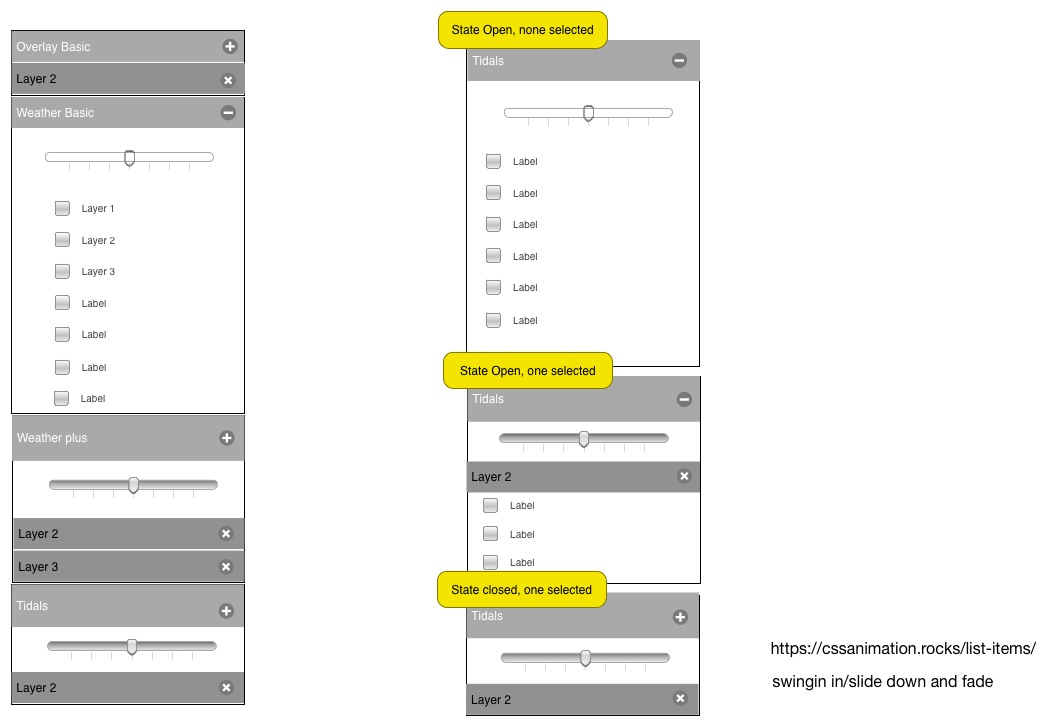 Overlay Basic
Layer 2
Weather Basic
Layer 1
Layer 2
Layer 3
Label
Label
Label
Label
Weather plus
Layer 2
Layer 3
Tidals
Layer 2
State Open, none selected
Tidals
Label
Label
Label
Label
Label
Label
State Open, one selected
Tidals
Layer 2
Label
Label
Label
State closed, one selected
Tidals
Layer 2
https://cssanimation.rocks/list-items/
swingin in/slide down and fade